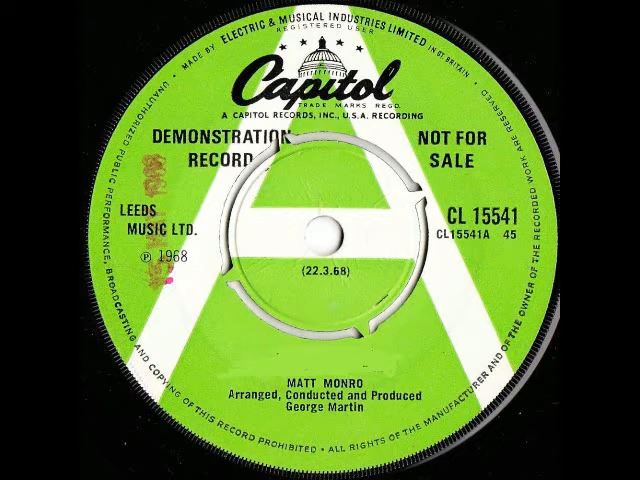 MADE BY ELECTRIC & MUSICAL INDUSTRIES LIMITED IN GT BRITAIN •
REGISTERED USER
Capitol
TRADE MARKS REGD.
A CAPITOL RECORDS, INC., U.S.A. RECORDING
DEMONSTRATION
RECORD
NOT FOR
SALE
LEEDS
MUSIC LTD.
℗ 1968
CL 15541
CL15541A 45
(22.3.68)
MATT MONRO
Arranged, Conducted and Produced
George Martin
ALL RIGHTS OF THE MANUFACTURER AND OF THE OWNER OF THE RECORDED WORK ARE RESERVED •
UNAUTHORIZED PUBLIC PERFORMANCE, BROADCASTING AND COPYING OF THIS RECORD PROHIBITED •